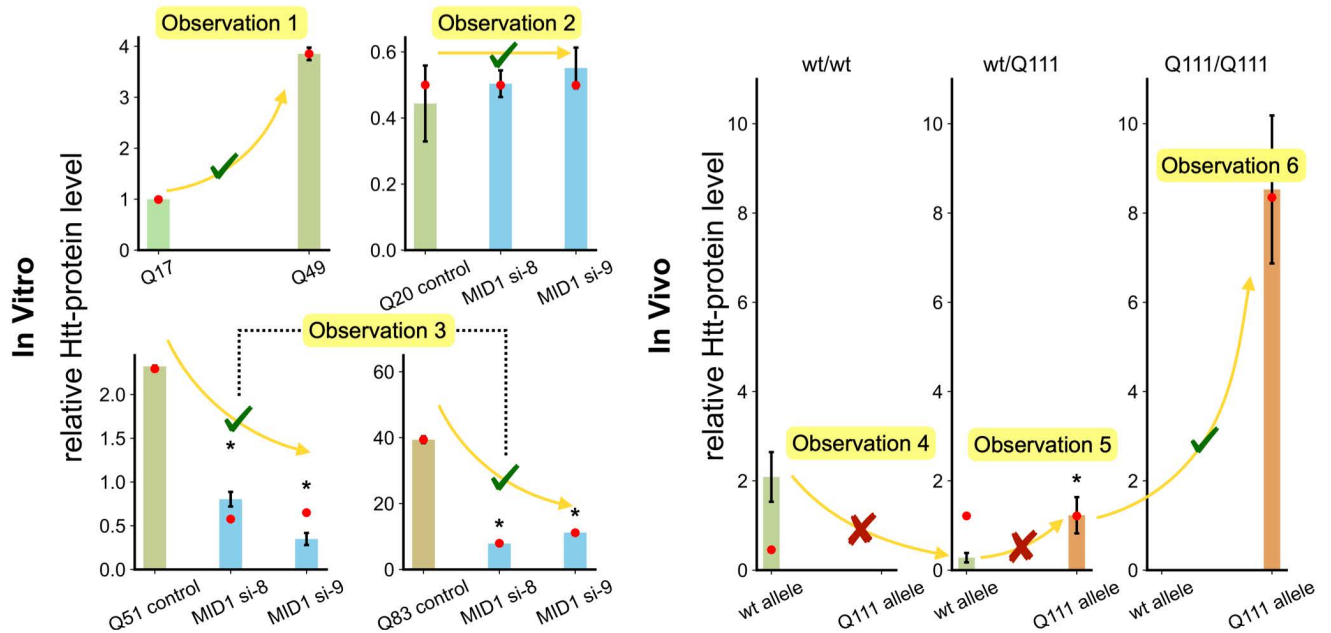 In Vitro
relative Htt-protein level
Observation 1
4
3
2
1
0
Q17
Q49
Observation 2
0.6
0.4
0.2
0.0
Q20 control
MID1 si-8
MID1 si-9
Observation 3
2.0
1.5
1.0
0.5
0.0
*
*
Q51 control
MID1 si-8
MID1 si-9
60
40
20
0
*
*
Q83 control
MID1 si-8
MID1 si-9
In Vivo
relative Htt-protein level
wt/wt
10
8
6
4
2
0
Observation 4
wt allele
Q111 allele
wt/Q111
10
8
6
4
2
0
Observation 5
*
wt allele
Q111 allele
Q111/Q111
10
8
6
4
2
0
Observation 6
wt allele
Q111 allele